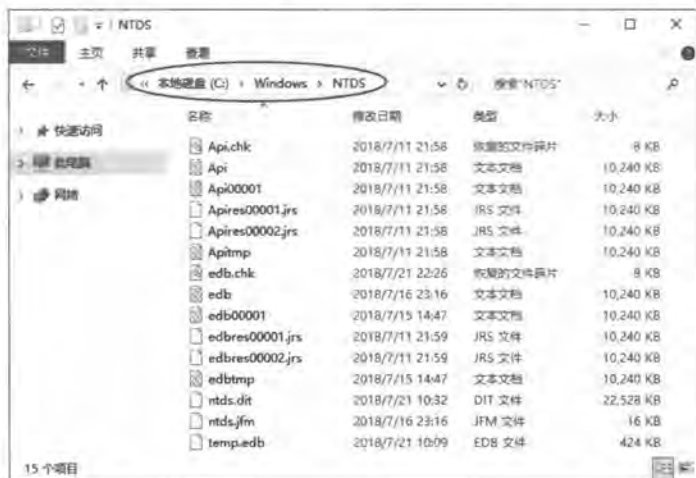 NTDS
文件 主页 共享 查看
本地磁盘 (C:) › Windows › NTDS 搜索"NTDS"
名称 修改日期 类型 大小
快速访问
此电脑
网络
Api.chk 2018/7/11 21:58 恢复的文件碎片 8 KB
Api 2018/7/11 21:58 文本文档 10,240 KB
Api00001 2018/7/11 21:58 文本文档 10,240 KB
Apires00001.jrs 2018/7/11 21:58 JRS 文件 10,240 KB
Apires00002.jrs 2018/7/11 21:58 JRS 文件 10,240 KB
Apitmp 2018/7/11 21:58 文本文档 10,240 KB
edb.chk 2018/7/21 22:26 恢复的文件碎片 8 KB
edb 2018/7/16 23:16 文本文档 10,240 KB
edb00001 2018/7/15 14:47 文本文档 10,240 KB
edbres00001.jrs 2018/7/11 21:59 JRS 文件 10,240 KB
edbres00002.jrs 2018/7/11 21:59 JRS 文件 10,240 KB
edbtmp 2018/7/15 14:47 文本文档 10,240 KB
ntds.dit 2018/7/21 10:32 DIT 文件 22,528 KB
ntds.jfm 2018/7/16 23:16 JFM 文件 16 KB
temp.edb 2018/7/21 10:09 EDB 文件 424 KB
15 个项目